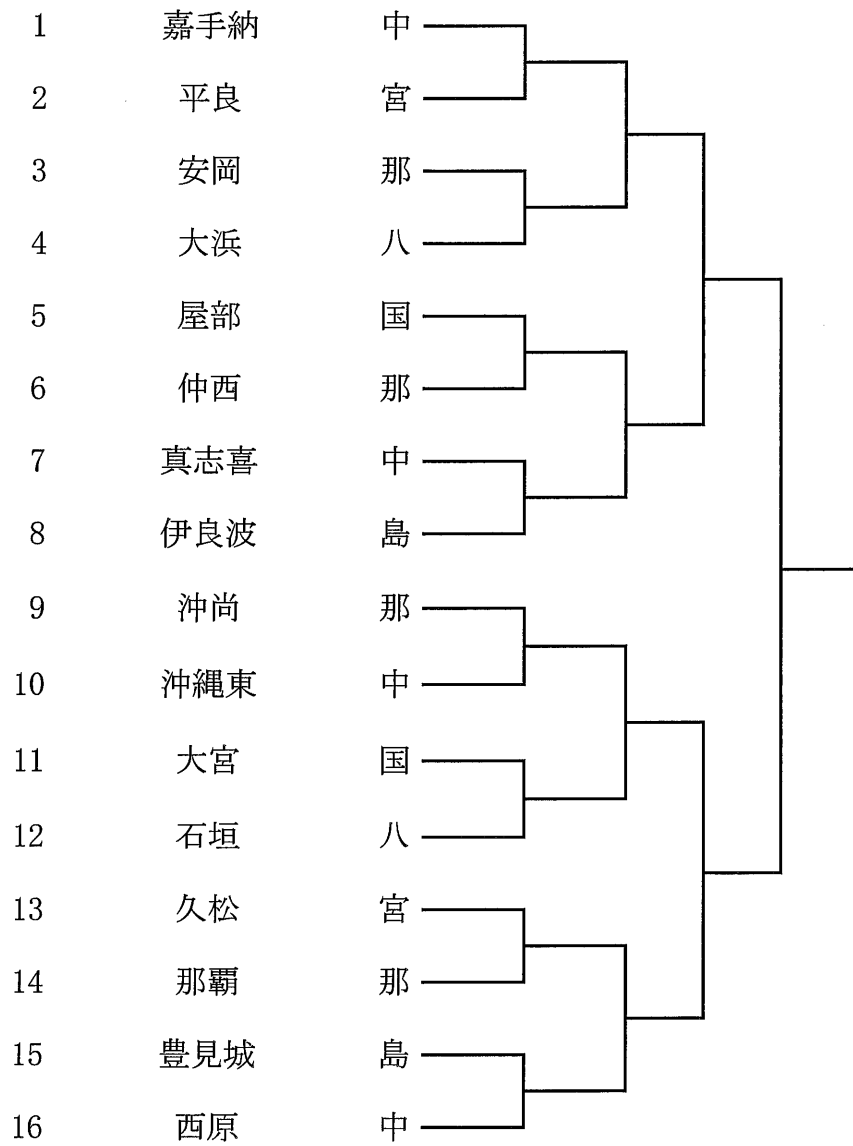 1 嘉手納 中
2 平良 宮
3 安岡 那
4 大浜 八
5 屋部 国
6 仲西 那
7 真志喜 中
8 伊良波 島
9 沖尚 那
10 沖縄東 中
11 大宮 国
12 石垣 八
13 久松 宮
14 那覇 那
15 豊見城 島
16 西原 中